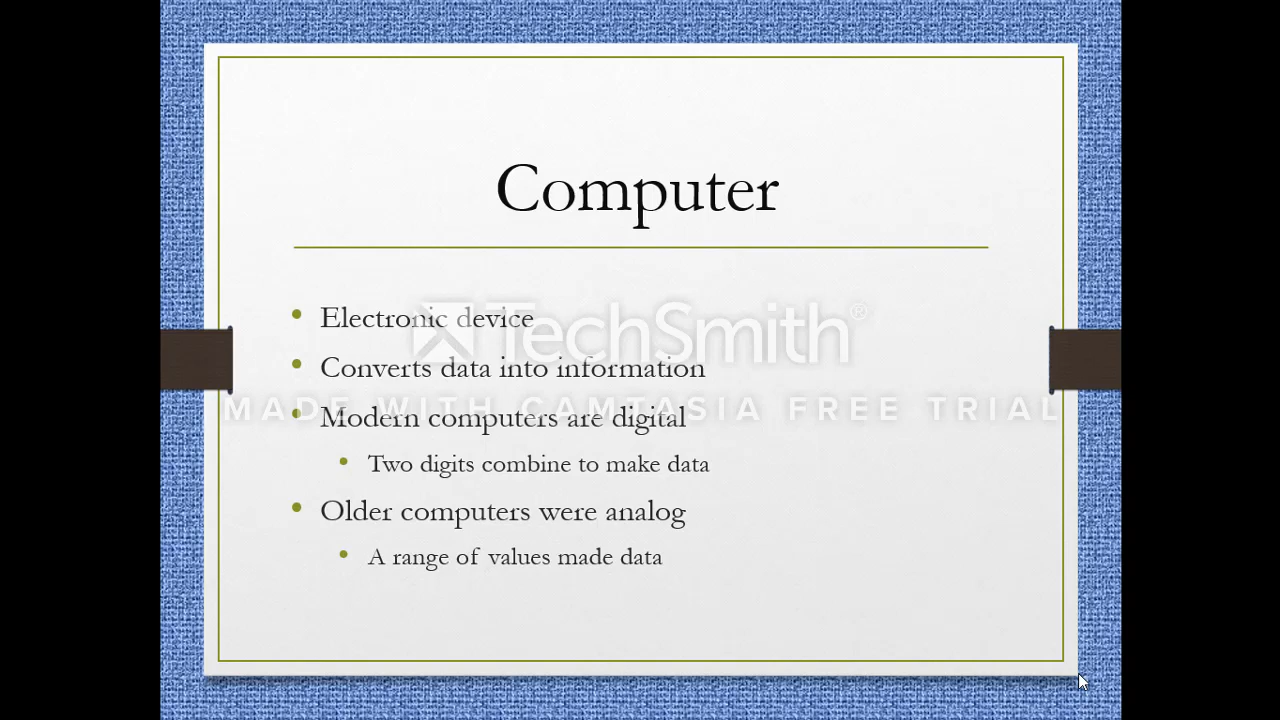 Computer
Electronic device
Converts data into information
Modern computers are digital
Two digits combine to make data
Older computers were analog
A range of values made data
TechSmith®
MADE WITH CAMTASIA FREE TRIAL